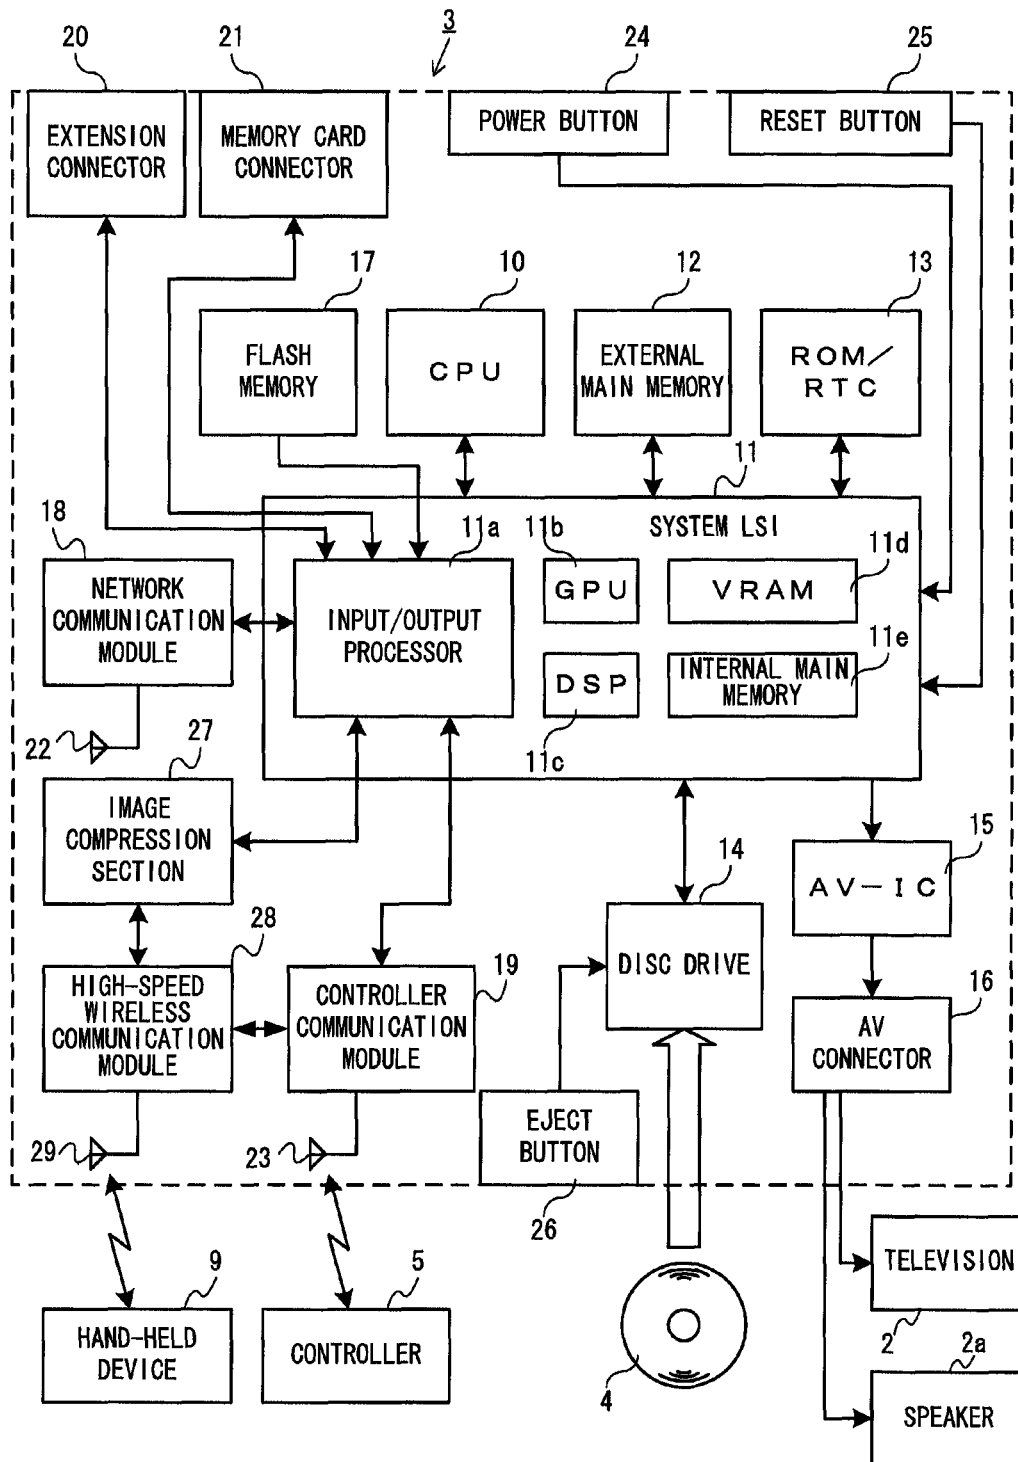 20
21
3
24
25
EXTENSION
CONNECTOR
MEMORY CARD
CONNECTOR
POWER BUTTON
RESET BUTTON
17
10
12
13
FLASH
MEMORY
CPU
EXTERNAL
MAIN MEMORY
ROM/
RTC
11
18
11a
11b
SYSTEM LSI
11d
NETWORK
COMMUNICATION
MODULE
INPUT/OUTPUT
PROCESSOR
GPU
VRAM
11e
DSP
INTERNAL MAIN
MEMORY
22
27
11c
IMAGE
COMPRESSION
SECTION
14
15
AV-IC
28
19
DISC DRIVE
16
HIGH-SPEED
WIRELESS
COMMUNICATION
MODULE
CONTROLLER
COMMUNICATION
MODULE
AV
CONNECTOR
29
23
EJECT
BUTTON
26
9
5
TELEVISION
HAND-HELD
DEVICE
CONTROLLER
4
2
2a
SPEAKER